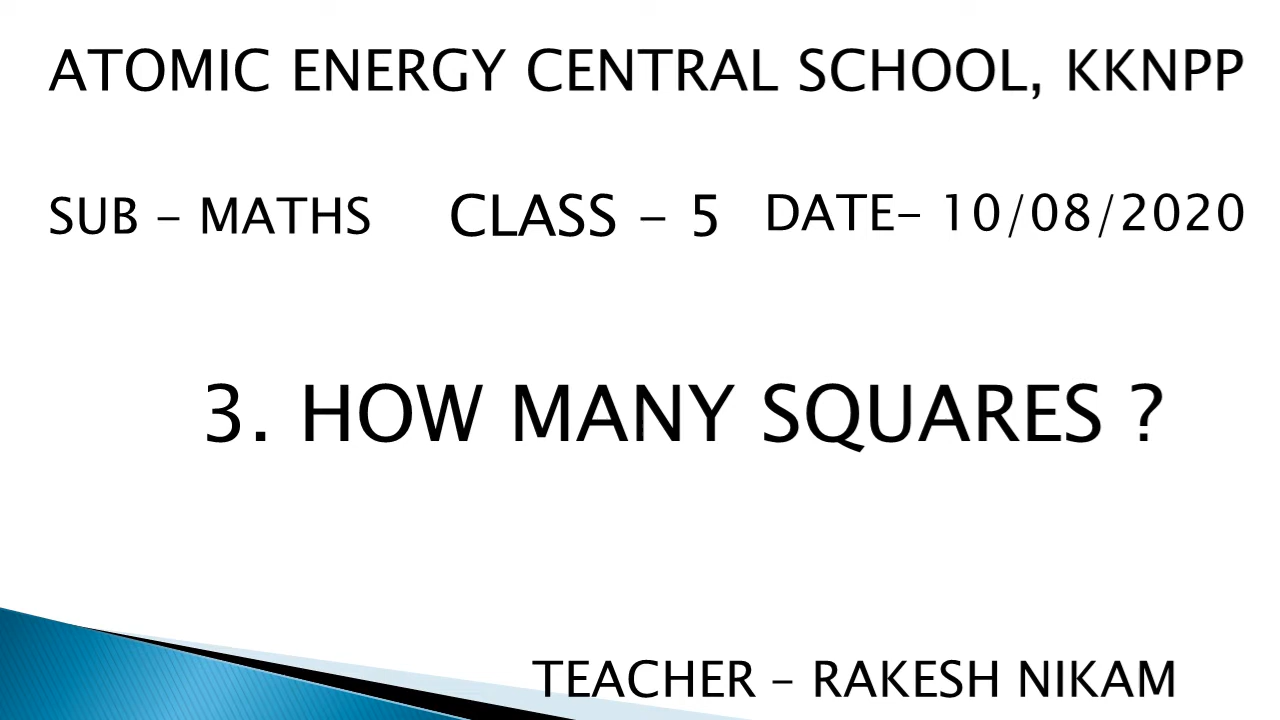 ATOMIC ENERGY CENTRAL SCHOOL, KKNPP
SUB – MATHS CLASS – 5 DATE– 10/08/2020
3. HOW MANY SQUARES ?
TEACHER – RAKESH NIKAM